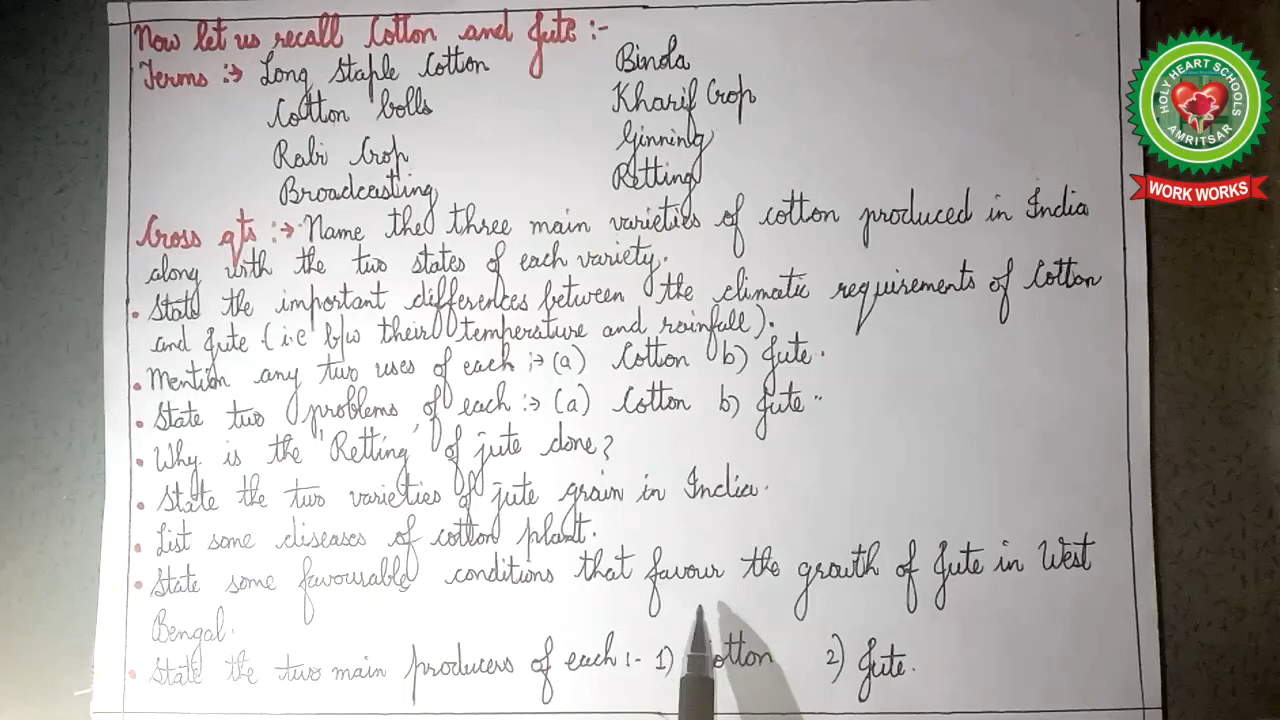 Now let us recall Cotton and Jute :-
Terms :→ Long Staple Cotton Binola
Cotton bolls Kharif Crop
Rabi Crop Ginning
Broadcasting Retting
Cross qts :→ Name the three main varieties of cotton produced in India
along with the two states of each variety.
• State the important differences between the climatic requirements of Cotton
and Jute (i.e b/w their temperature and rainfall).
• Mention any two uses of each :→ (a) Cotton b) Jute.
• State two problems of each :→ (a) Cotton b) Jute..
• Why is the 'Retting' of jute done?
• State the two varieties of jute grain in India.
• List some diseases of cotton plant.
• State some favourable conditions that favour the growth of Jute in West
Bengal.
• State the two main producers of each :- 1) Cotton 2) Jute.
HOLY HEART SCHOOLS
AMRITSAR
WORK WORKS